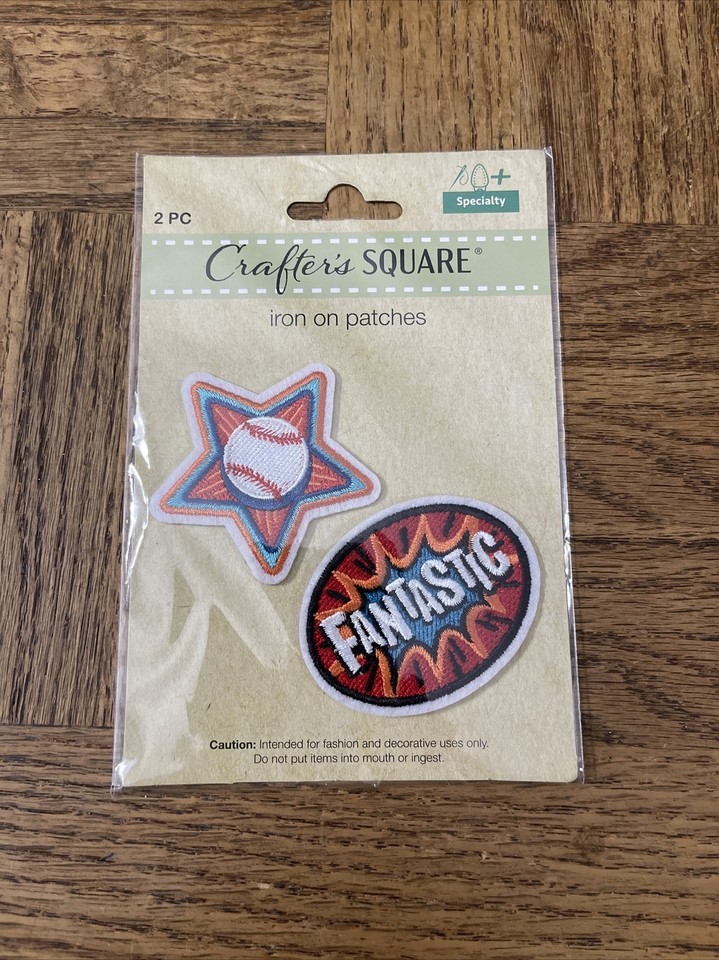 2 PC
Specialty
Crafter's SQUARE®
iron on patches
FANTASTIC
Caution: Intended for fashion and decorative uses only.
Do not put items into mouth or ingest.